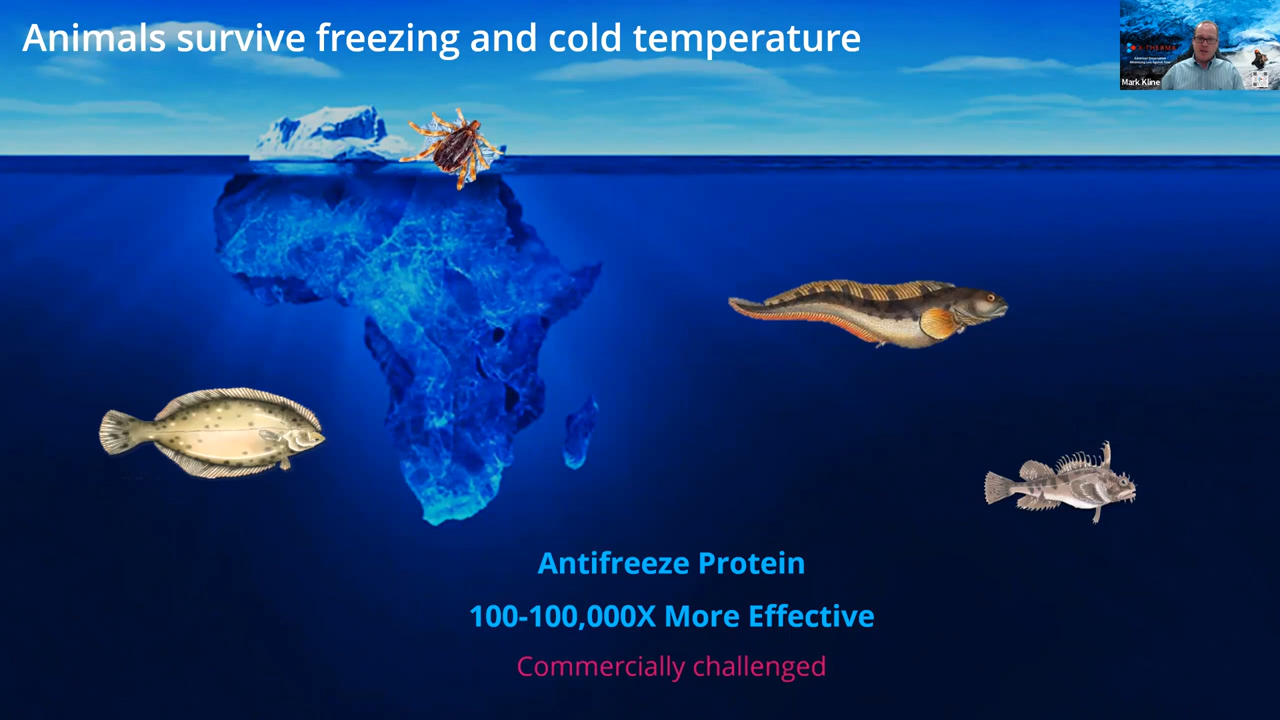 Animals survive freezing and cold temperature
Mark Kline
Antifreeze Protein
100-100,000X More Effective
Commercially challenged